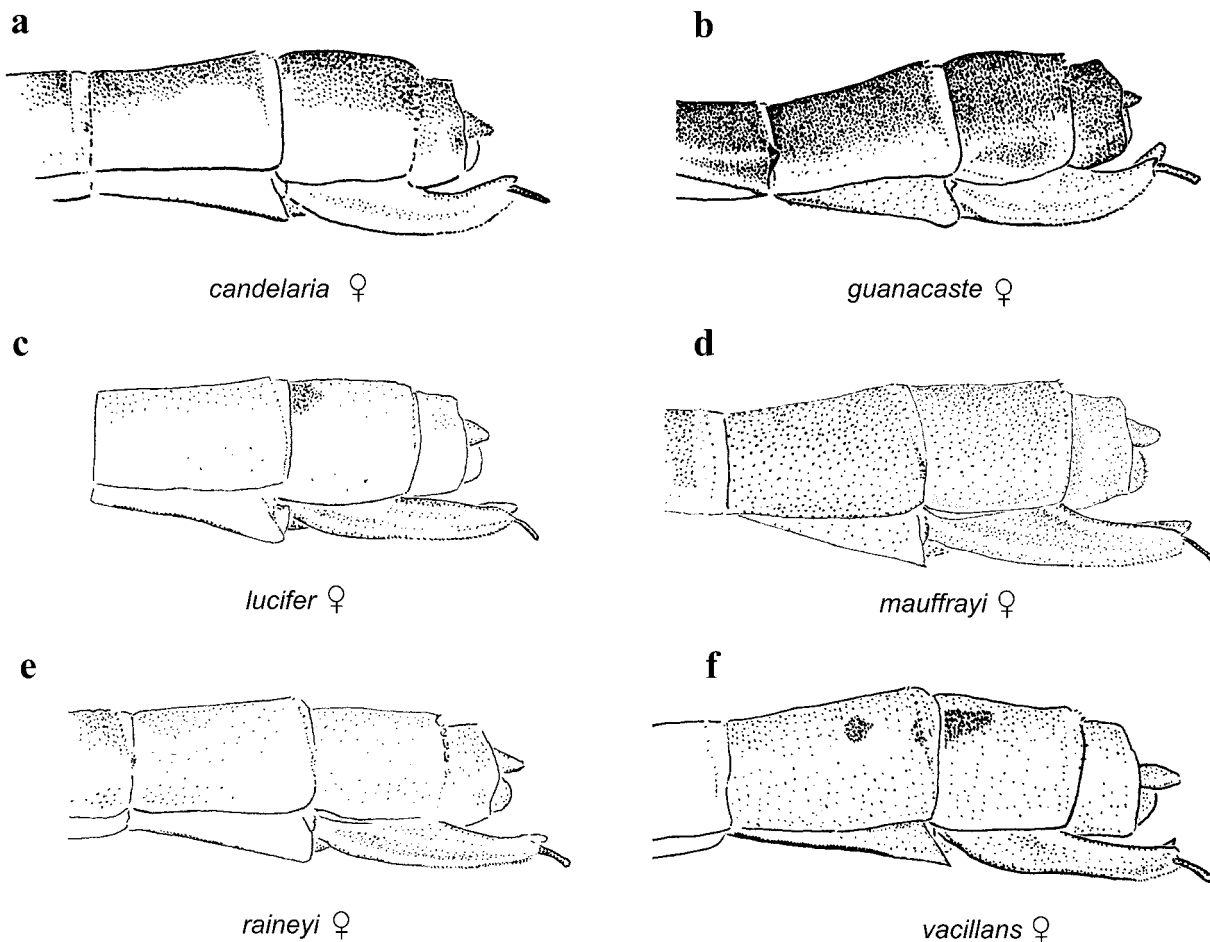 a
b
candelaria ♀
guanacaste ♀
c
d
lucifer ♀
mauffrayi ♀
e
f
raineyi ♀
vacillans ♀